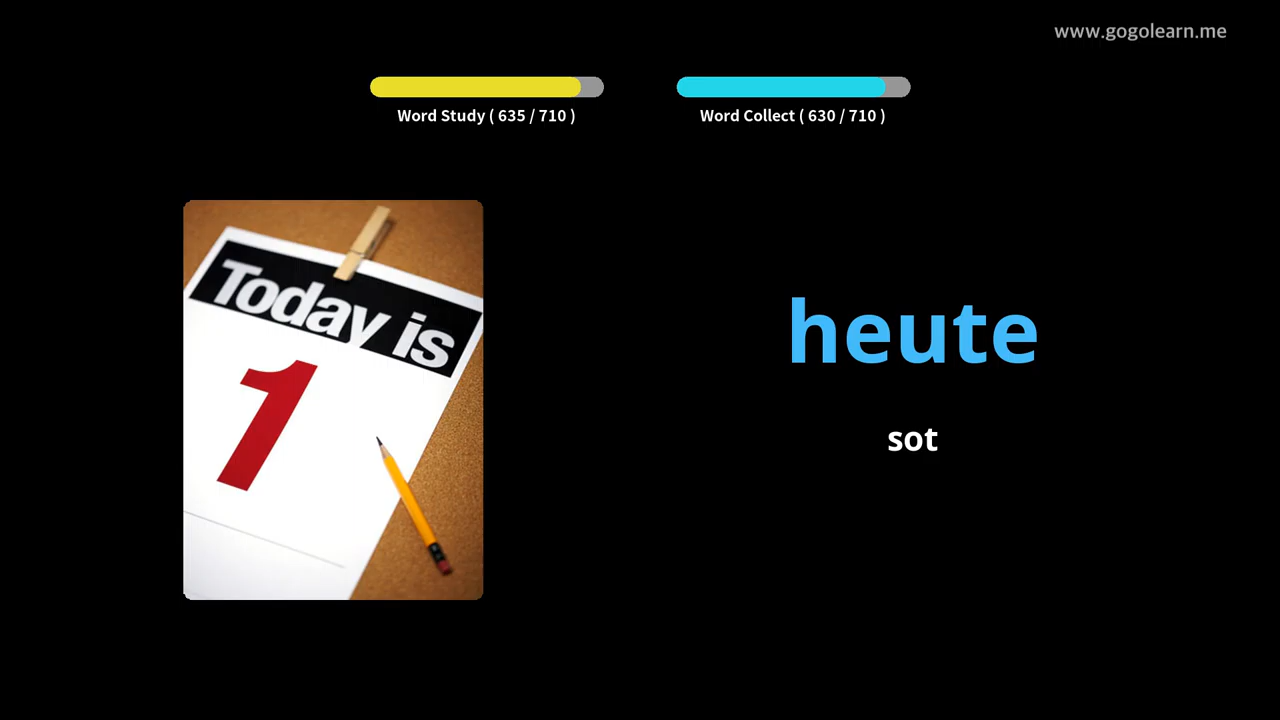 www.gogolearn.me
Word Study ( 635 / 710 )
Word Collect ( 630 / 710 )
Today is
1
heute
sot